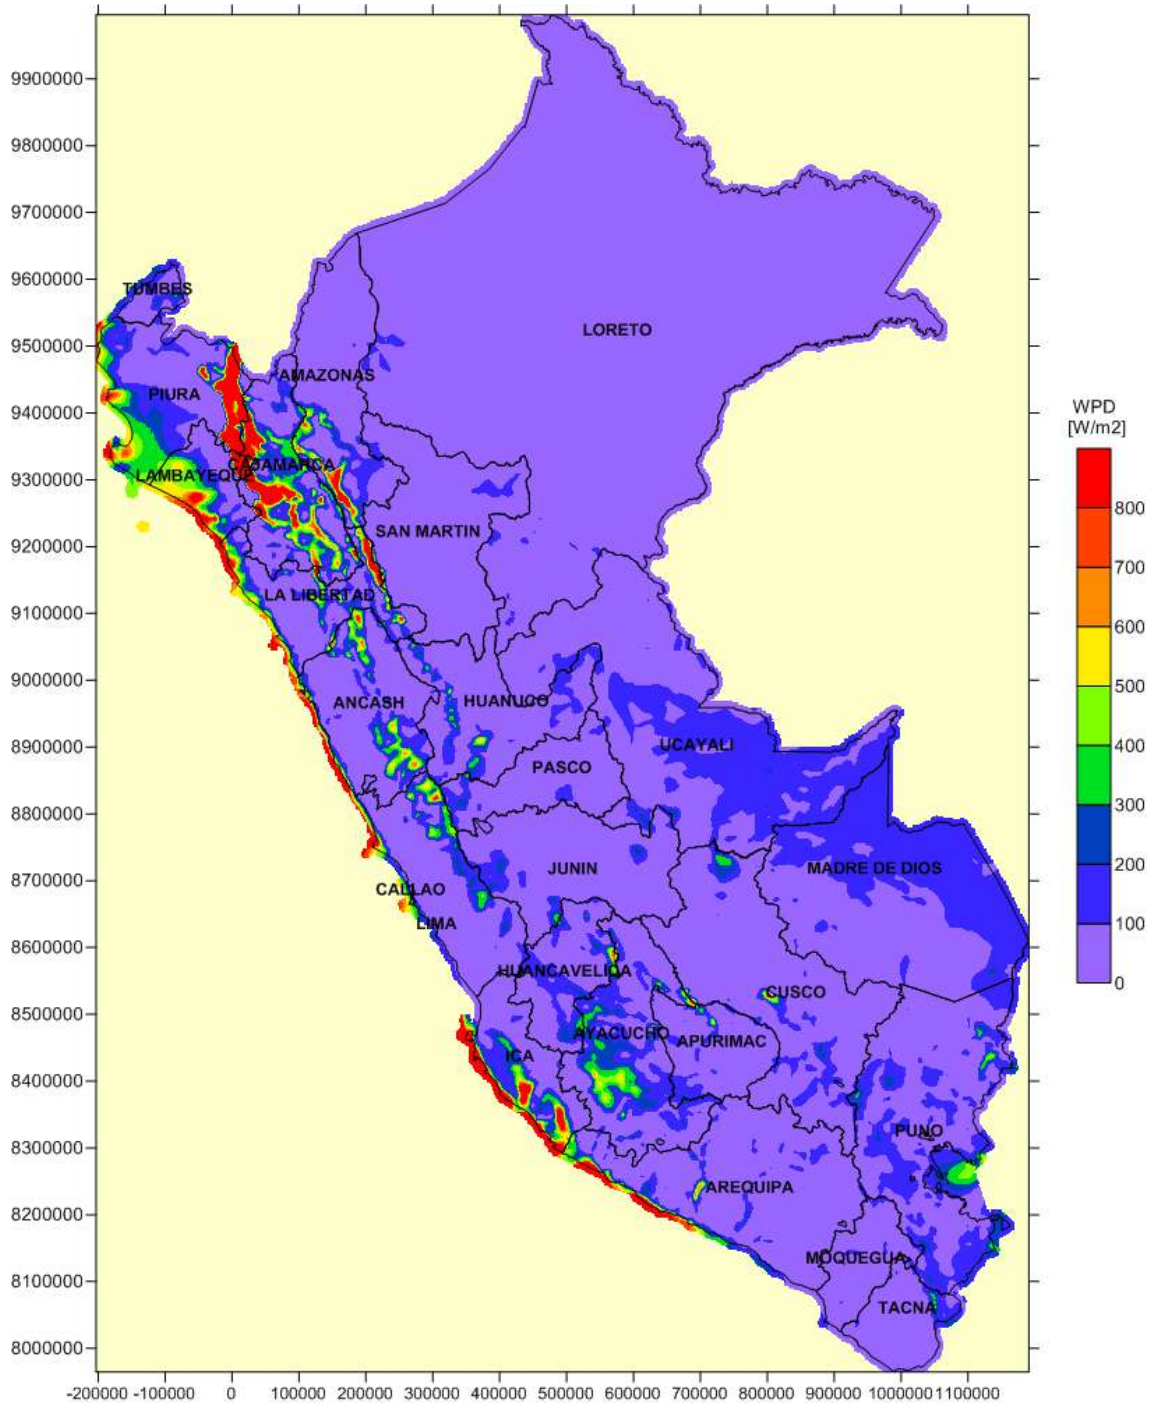 9900000
9800000
9700000
9600000
9500000
9400000
9300000
9200000
9100000
9000000
8900000
8800000
8700000
8600000
8500000
8400000
8300000
8200000
8100000
8000000
TUMBES
LORETO
AMAZONAS
PIURA
CAJAMARCA
LAMBAYEQUE
SAN MARTIN
LA LIBERTAD
ANCASH
HUANUCO
UCAYALI
PASCO
JUNIN
MADRE DE DIOS
CALLAO
LIMA
HUANCAVELICA
CUSCO
AYACUCHO
APURIMAC
ICA
PUNO
AREQUIPA
MOQUEGUA
TACNA
WPD
[W/m2]
800
700
600
500
400
300
200
100
0
-200000 -100000 0 100000 200000 300000 400000 500000 600000 700000 800000 900000 1000000 1100000